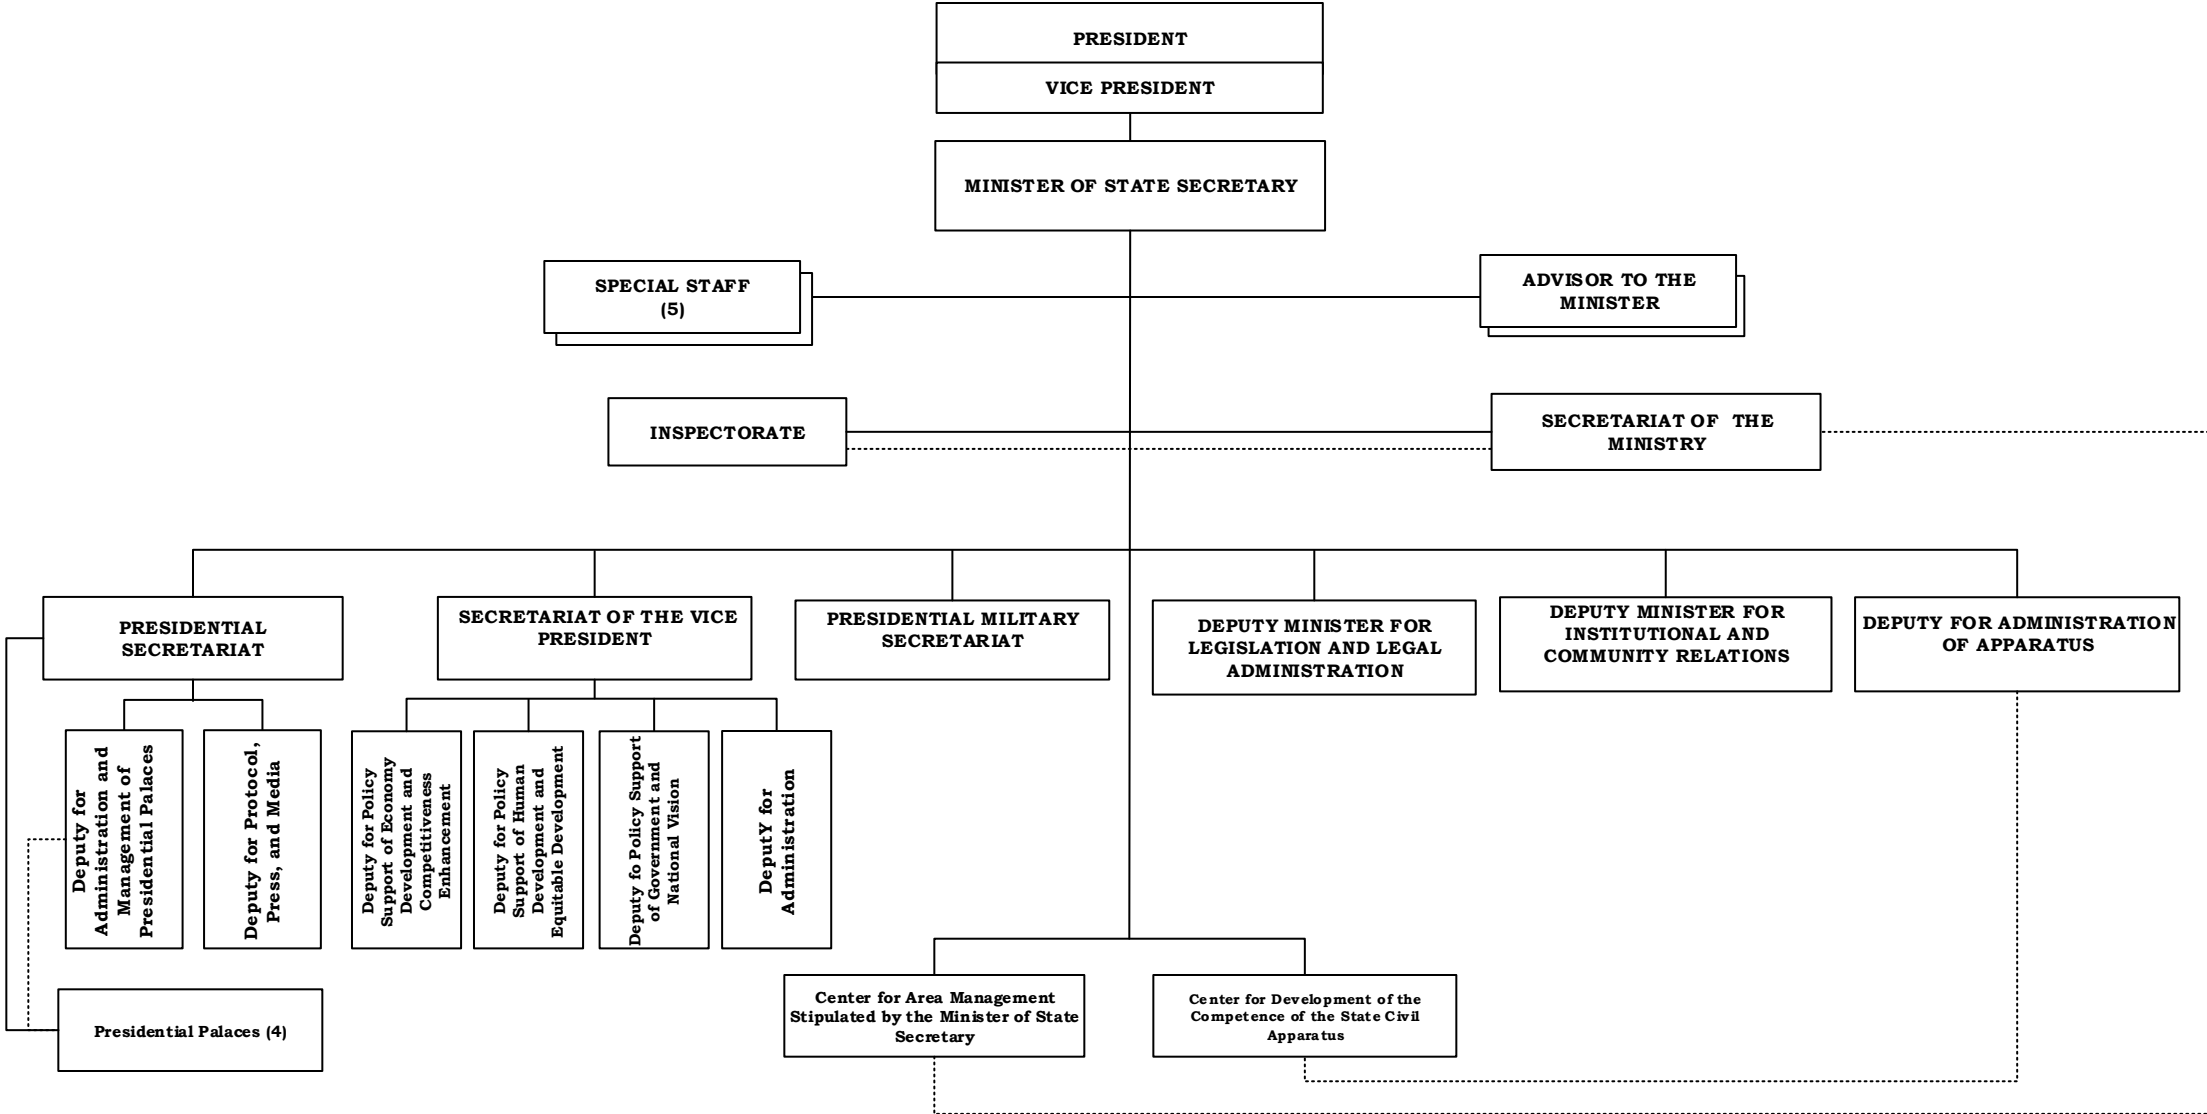 PRESIDENT
VICE PRESIDENT
MINISTER OF STATE SECRETARY
SPECIAL STAFF
(5)
ADVISOR TO THE
MINISTER
INSPECTORATE
SECRETARIAT OF THE
MINISTRY
PRESIDENTIAL
SECRETARIAT
SECRETARIAT OF THE VICE
PRESIDENT
PRESIDENTIAL MILITARY
SECRETARIAT
DEPUTY MINISTER FOR
LEGISLATION AND LEGAL
ADMINISTRATION
DEPUTY MINISTER FOR
INSTITUTIONAL AND
COMMUNITY RELATIONS
DEPUTY FOR ADMINISTRATION
OF APPARATUS
Deputy for
Administration and
Management of
Presidential Palaces
Deputy for Protocol,
Press, and Media
Deputy for Policy
Support of Economy
Development and
Competitiveness
Enhancement
Deputy for Policy
Support of Human
Development and
Equitable Development
Deputy fo Policy Support
of Government and
National Vision
DeputY for
Administration
Presidential Palaces (4)
Center for Area Management
Stipulated by the Minister of State
Secretary
Center for Development of the
Competence of the State Civil
Apparatus